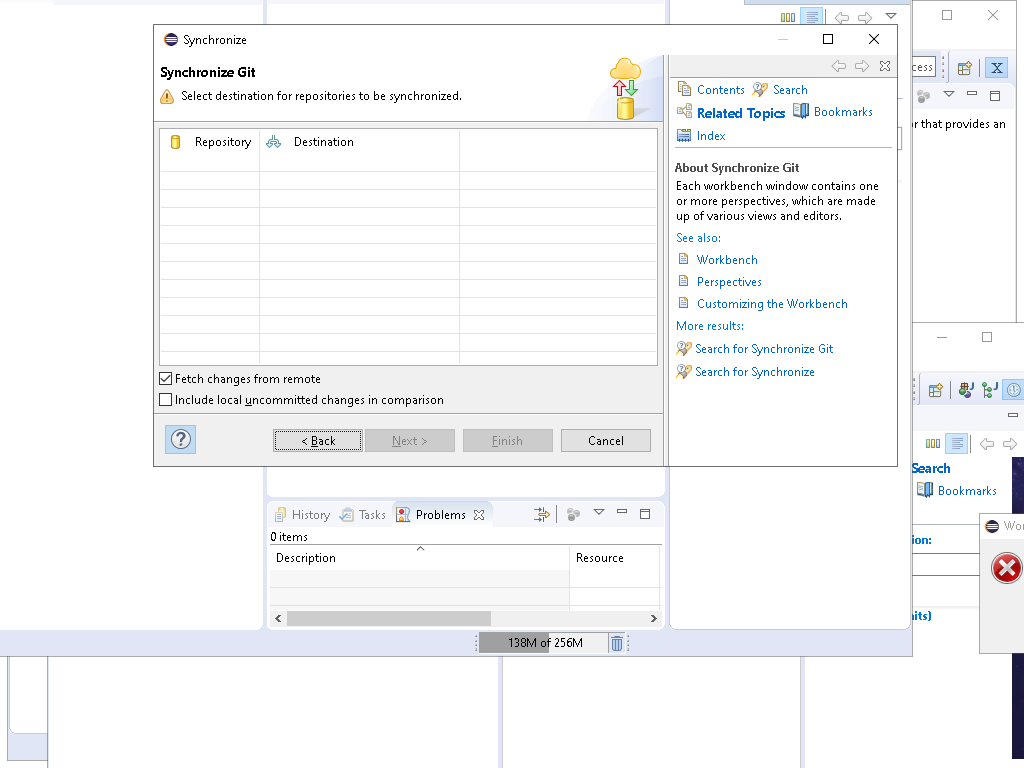 Synchronize
Synchronize Git
Select destination for repositories to be synchronized.
Repository
Destination
Fetch changes from remote
Include local uncommitted changes in comparison
?
< Back
Next >
Finish
Cancel
Contents
Search
Related Topics
Bookmarks
Index
About Synchronize Git
Each workbench window contains one
or more perspectives, which are made
up of various views and editors.
See also:
Workbench
Perspectives
Customizing the Workbench
More results:
Search for Synchronize Git
Search for Synchronize
cess
X
or that provides an
Search
Bookmarks
ion:
Wor
its)
History
Tasks
Problems
0 items
Description
Resource
138M of 256M